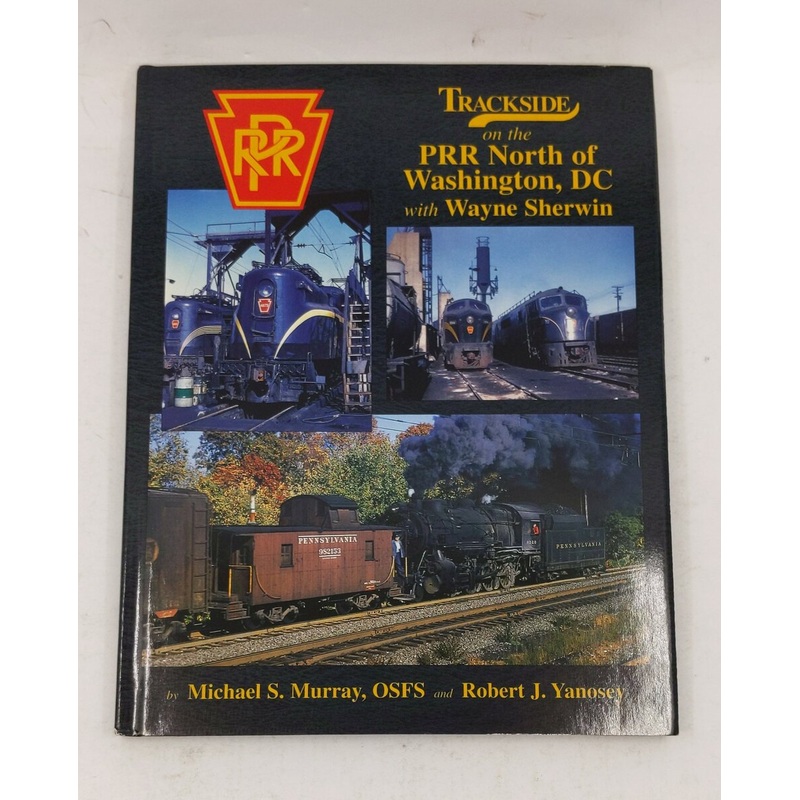 PRR
TRACKSIDE
on the
PRR North of
Washington, DC
with Wayne Sherwin
PENNSYLVANIA
982153
PENNSYLVANIA
by Michael S. Murray, OSFS and Robert J. Yanosey